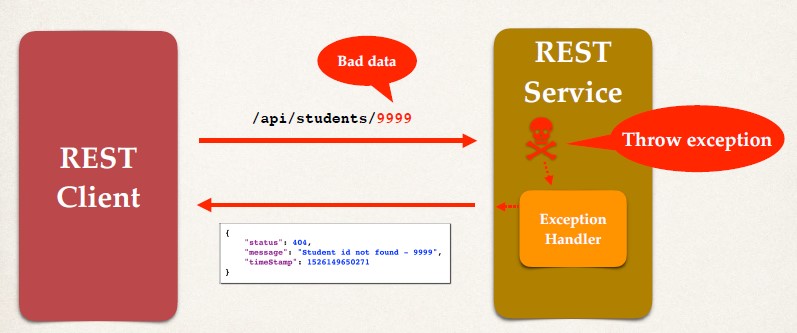 REST
Client
Bad data
/api/students/9999
REST
Service
Throw exception
Exception
Handler
{
"status": 404,
"message": "Student id not found - 9999",
"timeStamp": 1526149650271
}